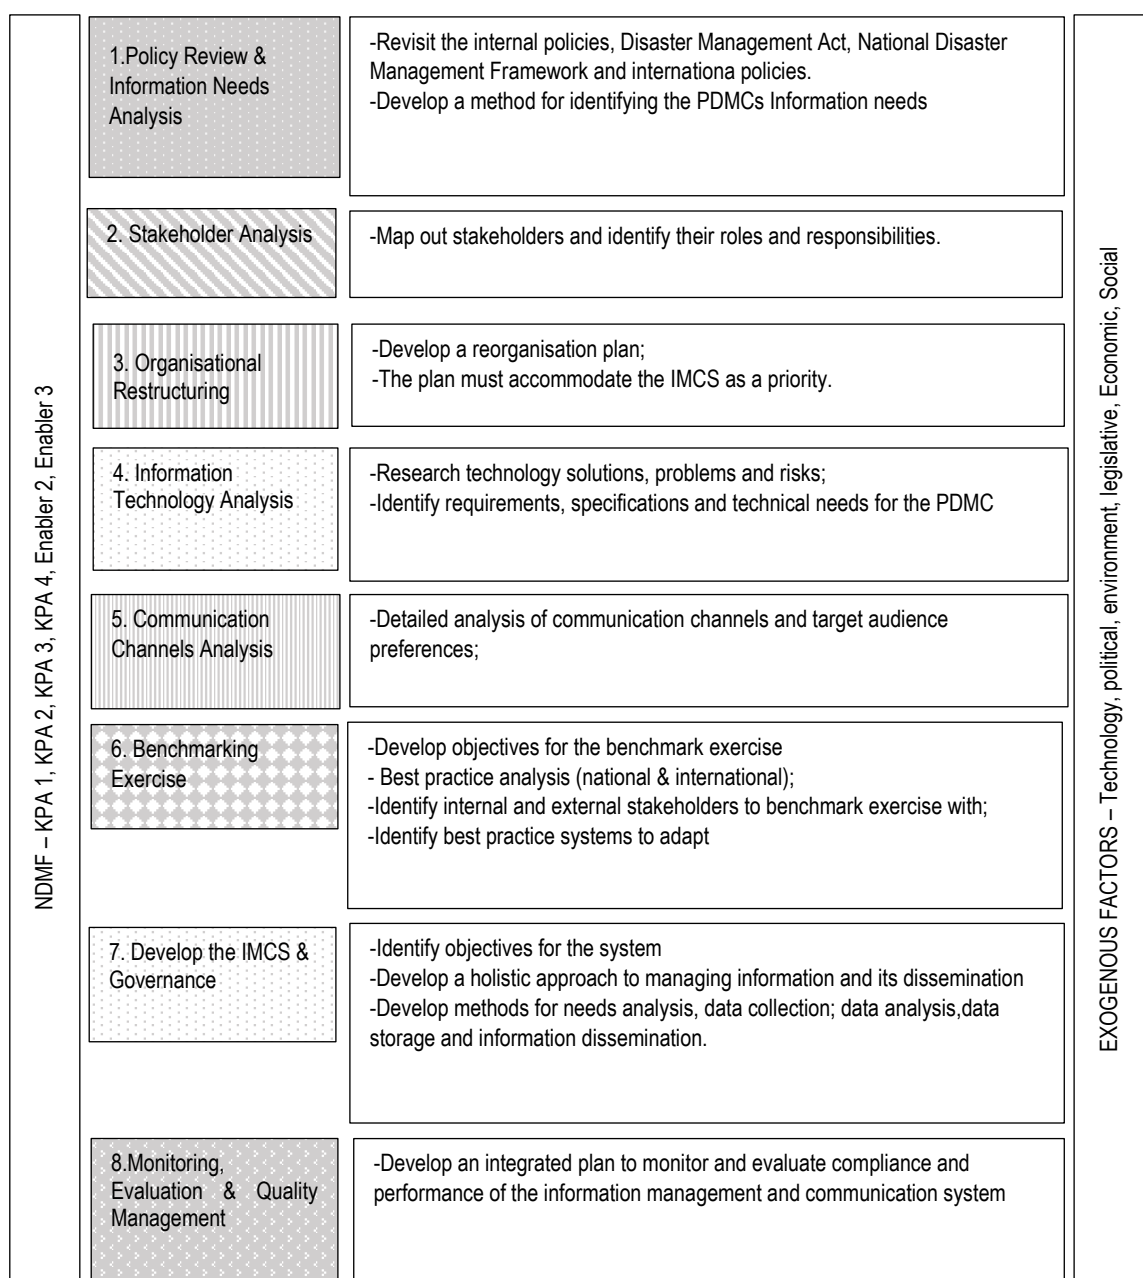 NDMF – KPA 1, KPA 2, KPA 3, KPA 4, Enabler 2, Enabler 3
1.Policy Review &
Information Needs
Analysis
-Revisit the internal policies, Disaster Management Act, National Disaster
Management Framework and internationa policies.
-Develop a method for identifying the PDMCs Information needs
2. Stakeholder Analysis
-Map out stakeholders and identify their roles and responsibilities.
3. Organisational
Restructuring
-Develop a reorganisation plan;
-The plan must accommodate the IMCS as a priority.
4. Information
Technology Analysis
-Research technology solutions, problems and risks;
-Identify requirements, specifications and technical needs for the PDMC
5. Communication
Channels Analysis
-Detailed analysis of communication channels and target audience
preferences;
6. Benchmarking
Exercise
-Develop objectives for the benchmark exercise
- Best practice analysis (national & international);
-Identify internal and external stakeholders to benchmark exercise with;
-Identify best practice systems to adapt
7. Develop the IMCS &
Governance
-Identify objectives for the system
-Develop a holistic approach to managing information and its dissemination
-Develop methods for needs analysis, data collection; data analysis,data
storage and information dissemination.
8.Monitoring,
Evaluation & Quality
Management
-Develop an integrated plan to monitor and evaluate compliance and
performance of the information management and communication system
EXOGENOUS FACTORS – Technology, political, environment, legislative, Economic, Social